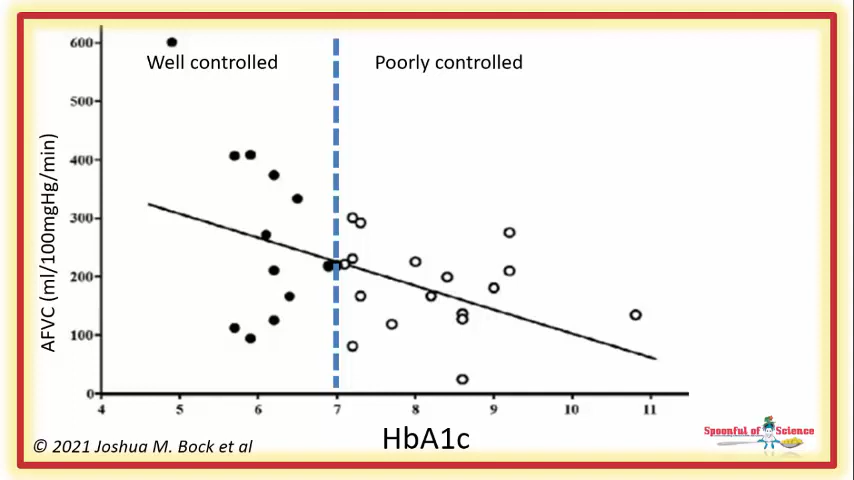 600
Well controlled
Poorly controlled
500
400
300
200
100
0
AFVC (ml/100mgHg/min)
4 5 6 7 8 9 10 11
HbA1c
© 2021 Joshua M. Bock et al
Spoonful of Science